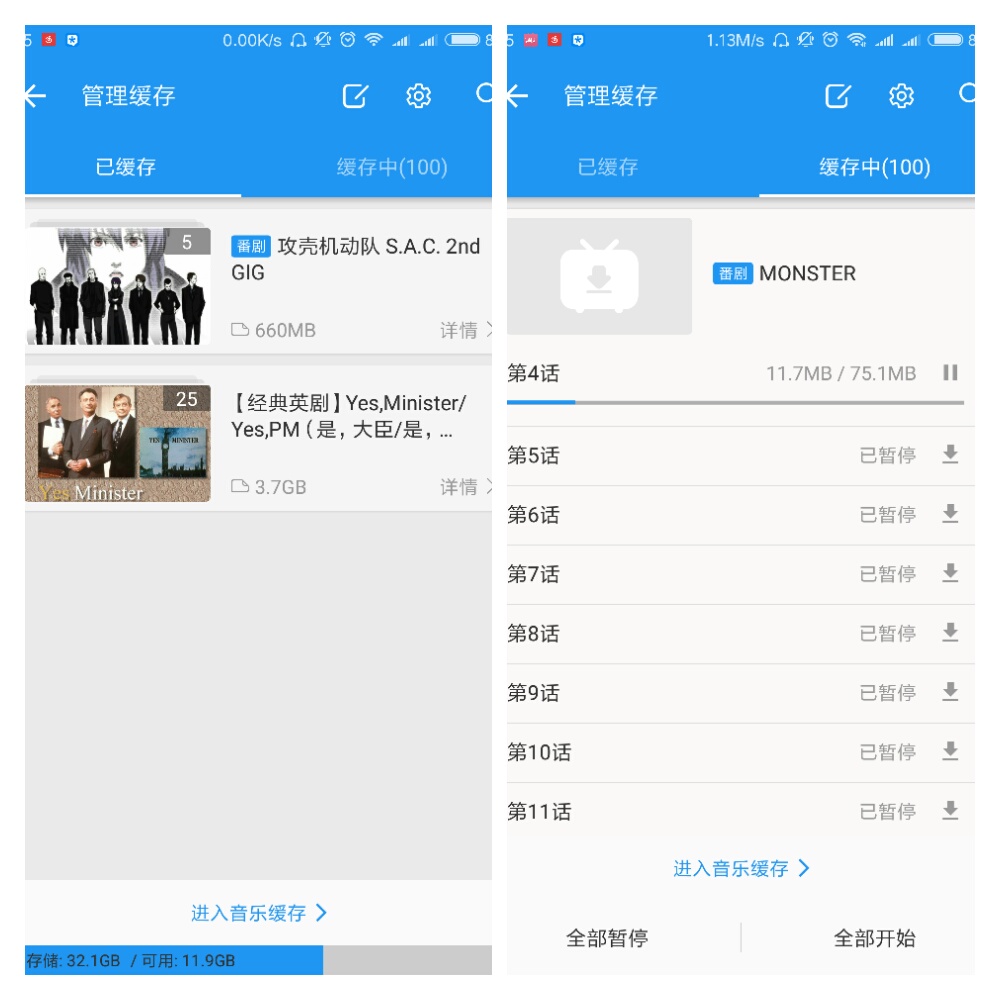 5
0.00K/s
8
管理缓存
已缓存
缓存中(100)
5
番剧 攻壳机动队 S.A.C. 2nd
GIG
660MB
详情
25
【经典英剧】Yes,Minister/
Yes,PM（是，大臣/是，...
YES MINISTER
Yes Minister
3.7GB
详情
进入音乐缓存
存储: 32.1GB / 可用: 11.9GB
5
1.13M/s
8
管理缓存
已缓存
缓存中(100)
番剧 MONSTER
第4话
11.7MB / 75.1MB
第5话
已暂停
第6话
已暂停
第7话
已暂停
第8话
已暂停
第9话
已暂停
第10话
已暂停
第11话
已暂停
进入音乐缓存
全部暂停
全部开始